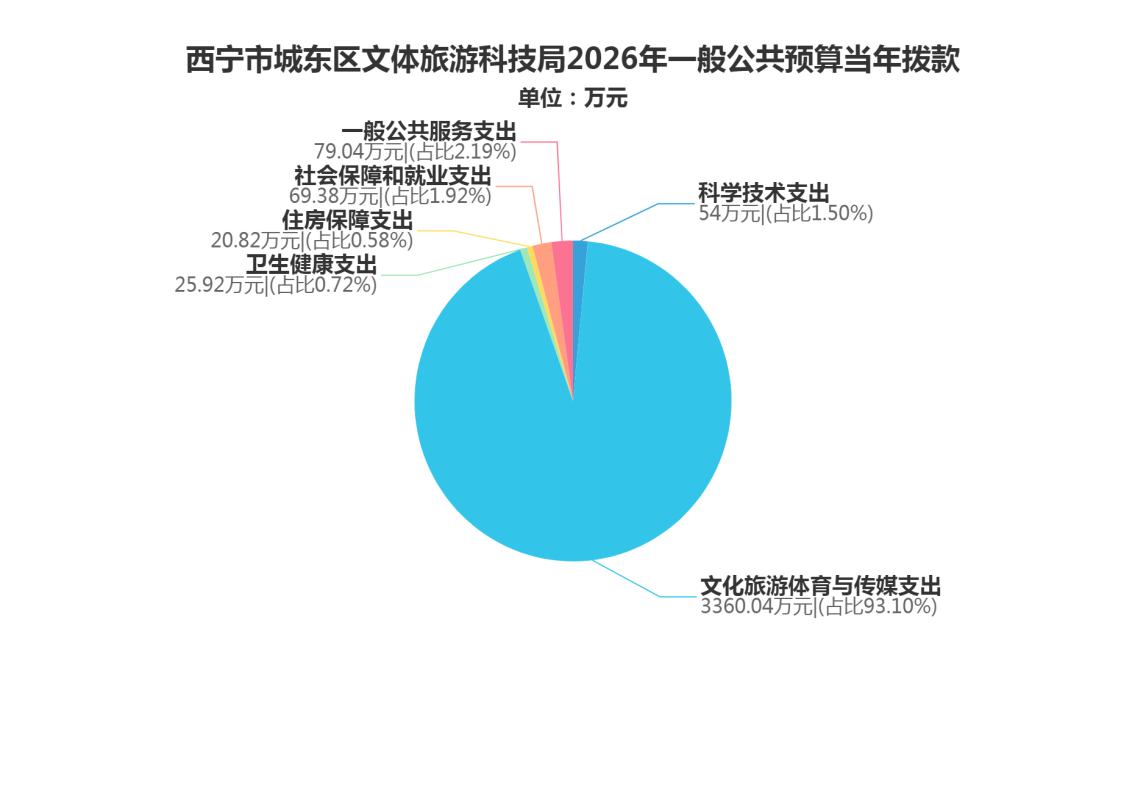 西宁市城东区文体旅游科技局2026年一般公共预算当年拨款
单位：万元
一般公共服务支出
79.04万元|(占比2.19%)
社会保障和就业支出
69.38万元|(占比1.92%)
住房保障支出
20.82万元|(占比0.58%)
卫生健康支出
25.92万元|(占比0.72%)
科学技术支出
54万元|(占比1.50%)
文化旅游体育与传媒支出
3360.04万元|(占比93.10%)